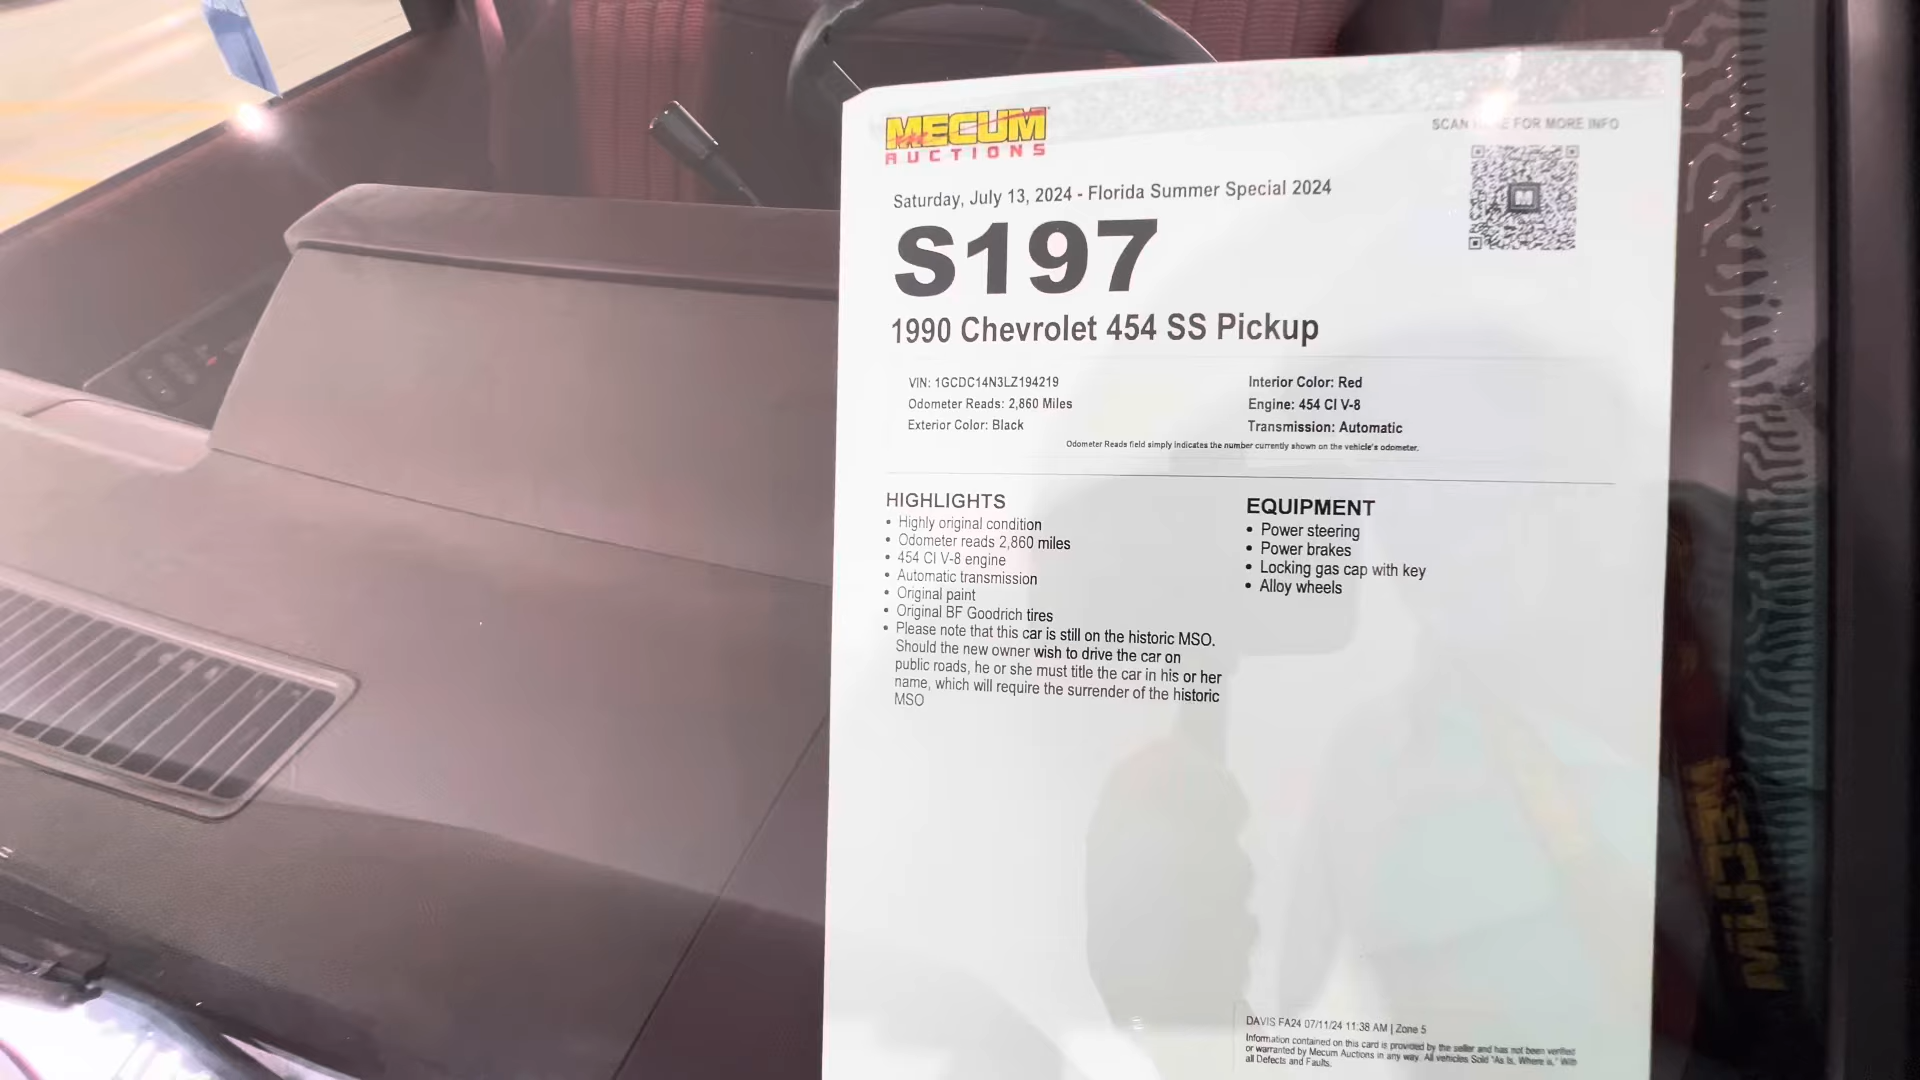 MECUM
AUCTIONS
SCAN FOR MORE INFO
Saturday, July 13, 2024 - Florida Summer Special 2024
S197
1990 Chevrolet 454 SS Pickup
VIN: 1GCDC14N3LZ194219
Odometer Reads: 2,860 Miles
Exterior Color: Black
Interior Color: Red
Engine: 454 CI V-8
Transmission: Automatic
Odometer Reads field simply indicates the number currently shown on the vehicle's odometer.
HIGHLIGHTS
• Highly original condition
• Odometer reads 2,860 miles
• 454 CI V-8 engine
• Automatic transmission
• Original paint
• Original BF Goodrich tires
• Please note that this car is still on the historic MSO.
Should the new owner wish to drive the car on
public roads, he or she must title the car in his or her
name, which will require the surrender of the historic
MSO
EQUIPMENT
• Power steering
• Power brakes
• Locking gas cap with key
• Alloy wheels
DAVIS FA24 07/11/24 11:38 AM | Zone 5
Information contained on this card is provided by the seller and has not been verified
or warranted by Mecum Auctions in any way. All vehicles Sold "As Is, Where is," With
all Defects and Faults.
MECUM